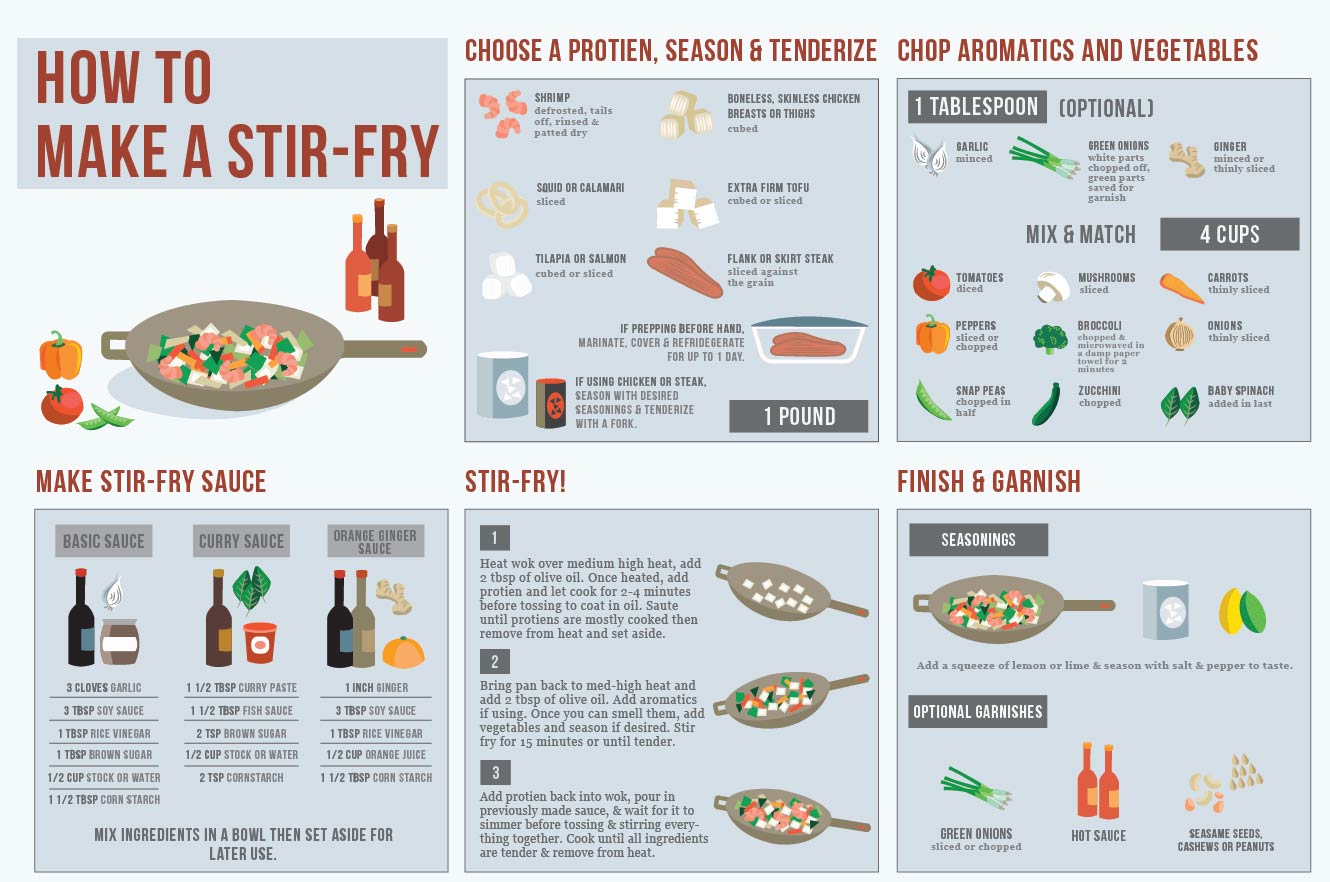 HOW TO
MAKE A STIR-FRY
CHOOSE A PROTIEN, SEASON & TENDERIZE
SHRIMP
defrosted, tails
off, rinsed &
patted dry
BONELESS, SKINLESS CHICKEN
BREASTS OR THIGHS
cubed
SQUID OR CALAMARI
sliced
EXTRA FIRM TOFU
cubed or sliced
TILAPIA OR SALMON
cubed or sliced
FLANK OR SKIRT STEAK
sliced against
the grain
IF PREPPING BEFORE HAND,
MARINATE, COVER & REFRIDEGERATE
FOR UP TO 1 DAY.
IF USING CHICKEN OR STEAK,
SEASON WITH DESIRED
SEASONINGS & TENDERIZE
WITH A FORK.
1 POUND
CHOP AROMATICS AND VEGETABLES
1 TABLESPOON (OPTIONAL)
GARLIC
minced
GREEN ONIONS
white parts
chopped off,
green parts
saved for
garnish
GINGER
minced or
thinly sliced
MIX & MATCH
4 CUPS
TOMATOES
diced
MUSHROOMS
sliced
CARROTS
thinly sliced
PEPPERS
sliced or
chopped
BROCCOLI
chopped &
microwaved in
a damp paper
towel for 2
minutes
ONIONS
thinly sliced
SNAP PEAS
chopped in
half
ZUCCHINI
chopped
BABY SPINACH
added in last
MAKE STIR-FRY SAUCE
BASIC SAUCE
3 CLOVES GARLIC
3 TBSP SOY SAUCE
1 TBSP RICE VINEGAR
1 TBSP BROWN SUGAR
1/2 CUP STOCK OR WATER
1 1/2 TBSP CORN STARCH
CURRY SAUCE
1 1/2 TBSP CURRY PASTE
1 1/2 TBSP FISH SAUCE
2 TSP BROWN SUGAR
1/2 CUP STOCK OR WATER
2 TSP CORNSTARCH
ORANGE GINGER
SAUCE
1 INCH GINGER
3 TBSP SOY SAUCE
1 TBSP RICE VINEGAR
1/2 CUP ORANGE JUICE
1 1/2 TBSP CORN STARCH
MIX INGREDIENTS IN A BOWL THEN SET ASIDE FOR
LATER USE.
STIR-FRY!
1
Heat wok over medium high heat, add
2 tbsp of olive oil. Once heated, add
protien and let cook for 2-4 minutes
before tossing to coat in oil. Saute
until protiens are mostly cooked then
remove from heat and set aside.
2
Bring pan back to med-high heat and
add 2 tbsp of olive oil. Add aromatics
if using. Once you can smell them, add
vegetables and season if desired. Stir
fry for 15 minutes or until tender.
3
Add protien back into wok, pour in
previously made sauce, & wait for it to
simmer before tossing & stirring every-
thing together. Cook until all ingredients
are tender & remove from heat.
FINISH & GARNISH
SEASONINGS
Add a squeeze of lemon or lime & season with salt & pepper to taste.
OPTIONAL GARNISHES
GREEN ONIONS
sliced or chopped
HOT SAUCE
SEASAME SEEDS,
CASHEWS OR PEANUTS